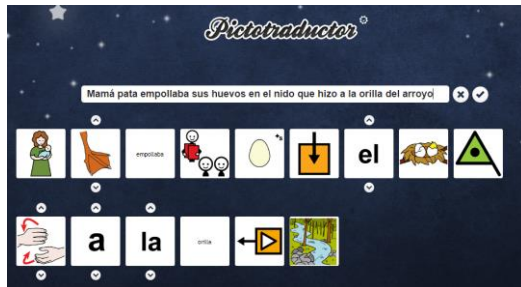 Pictotraductor
Mamá pata empollaba sus huevos en el nido que hizo a la orilla del arroyo
empollaba
el
a
la
orilla